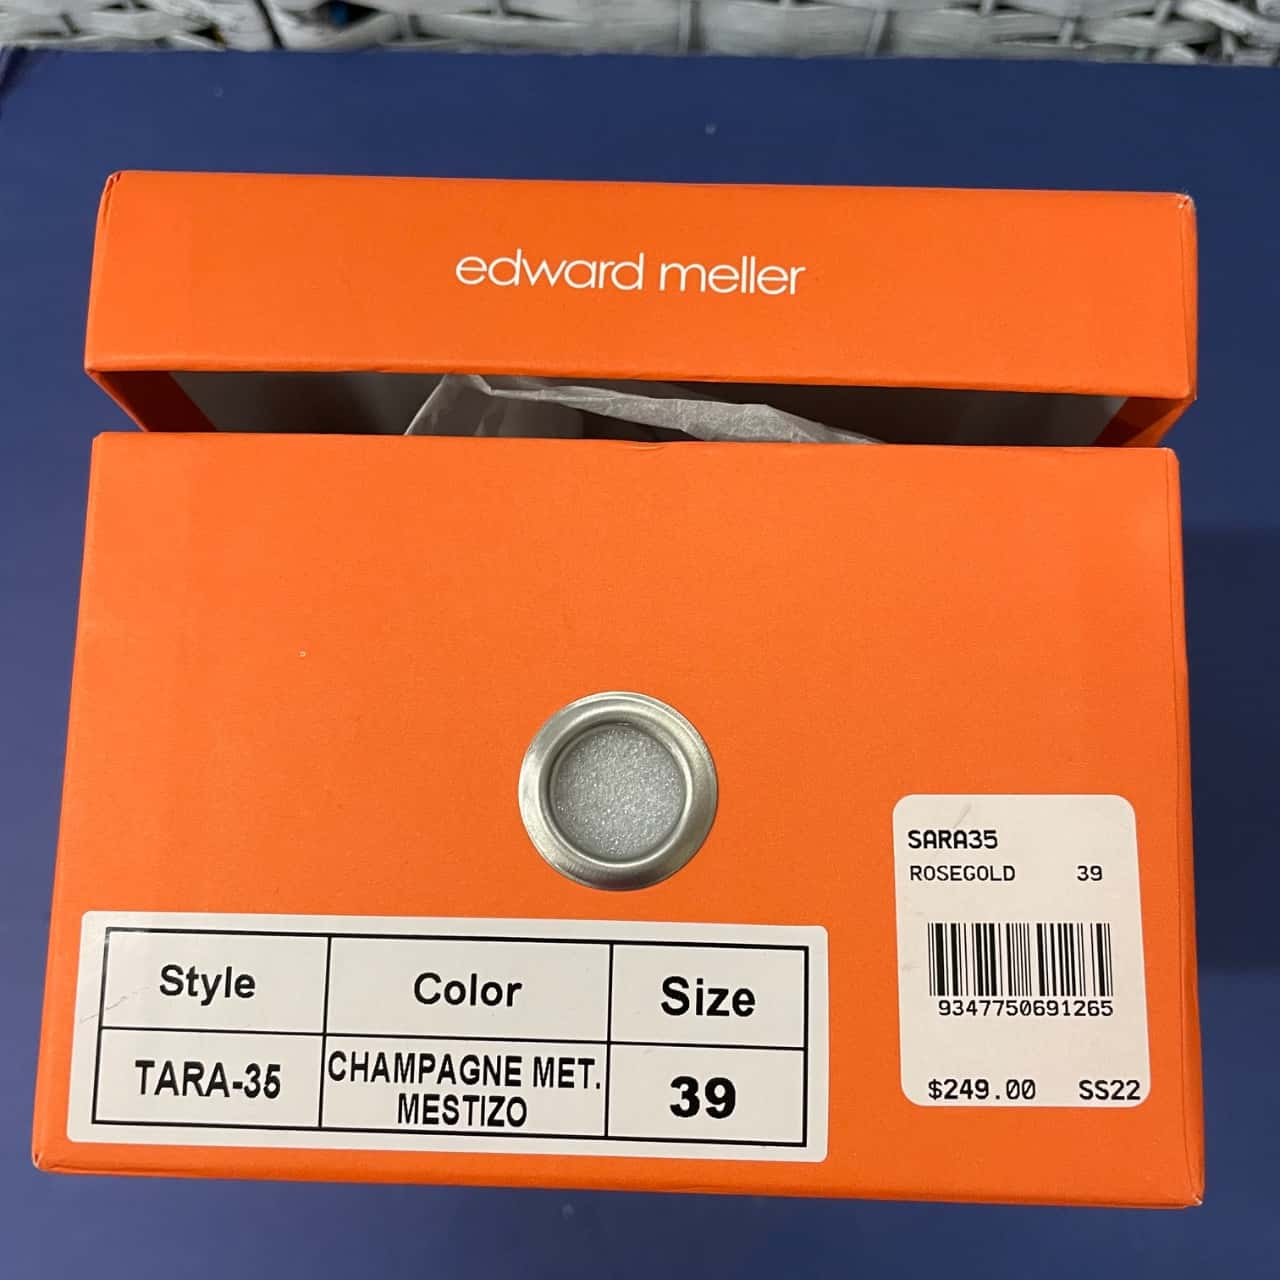 edward meller
SARA35
ROSEGOLD 39
9347750691265
$249.00 SS22
Style Color Size
TARA-35 CHAMPAGNE MET. 39
MESTIZO